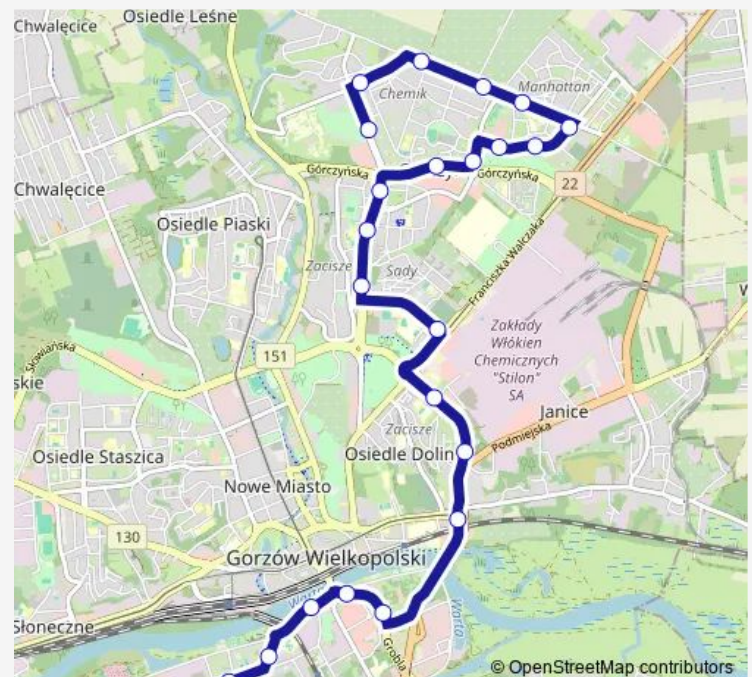 Chwalęcice
Osiedle Leśne
Chemik
Manhattan
Górczyńska
Górczyńska
22
Chwalęcice
Osiedle Piaski
Zacisze
Sady
Franciszka Walczaka
Słowiańska
151
Zakłady
Włókien
Chemicznych
"Stilon"
SA
skie
Janice
Zacisze
Podmiejska
Osiedle Staszica
Osiedle Dolin
Nowe Miasto
130
Gorzów Wielkopolski
Warta
Warta
Słoneczne
Grobla
© OpenStreetMap contributors